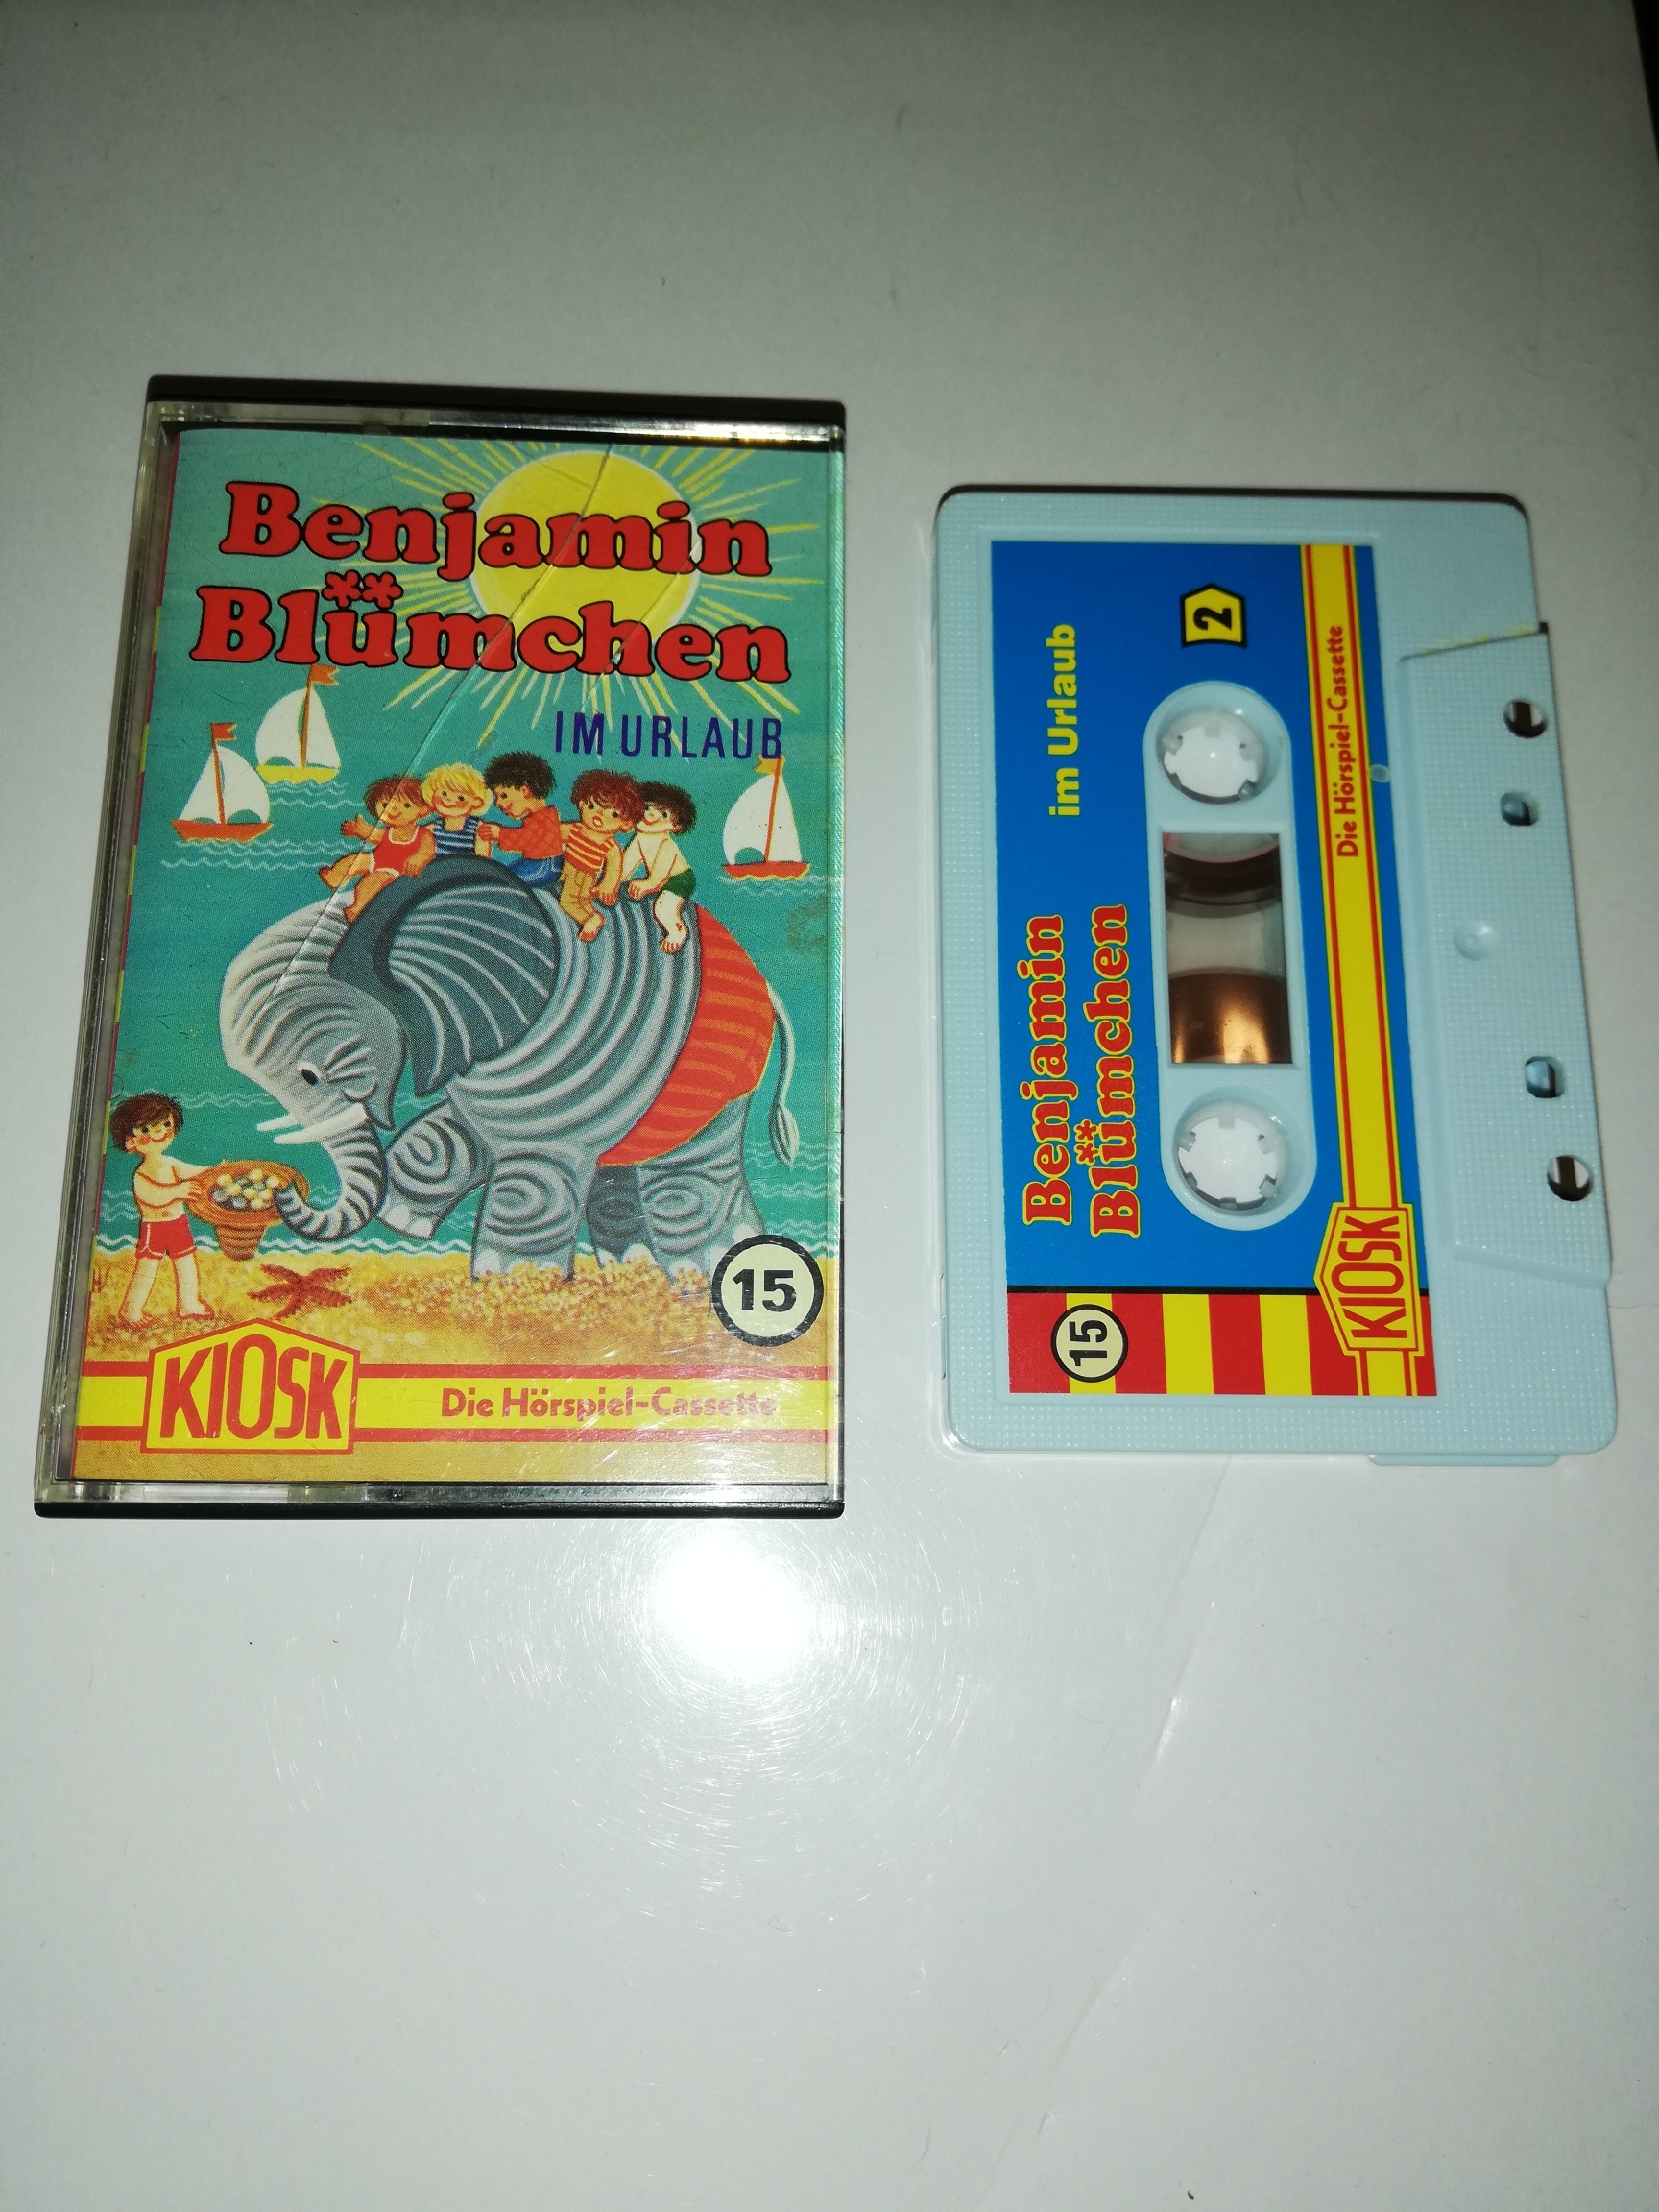 Benjamin
Blümchen
IM URLAUB
15
KIOSK
Die Hörspiel-Cassette
Benjamin
Blümchen
im Urlaub
2
Die Hörspiel-Cassette
KIOSK
15